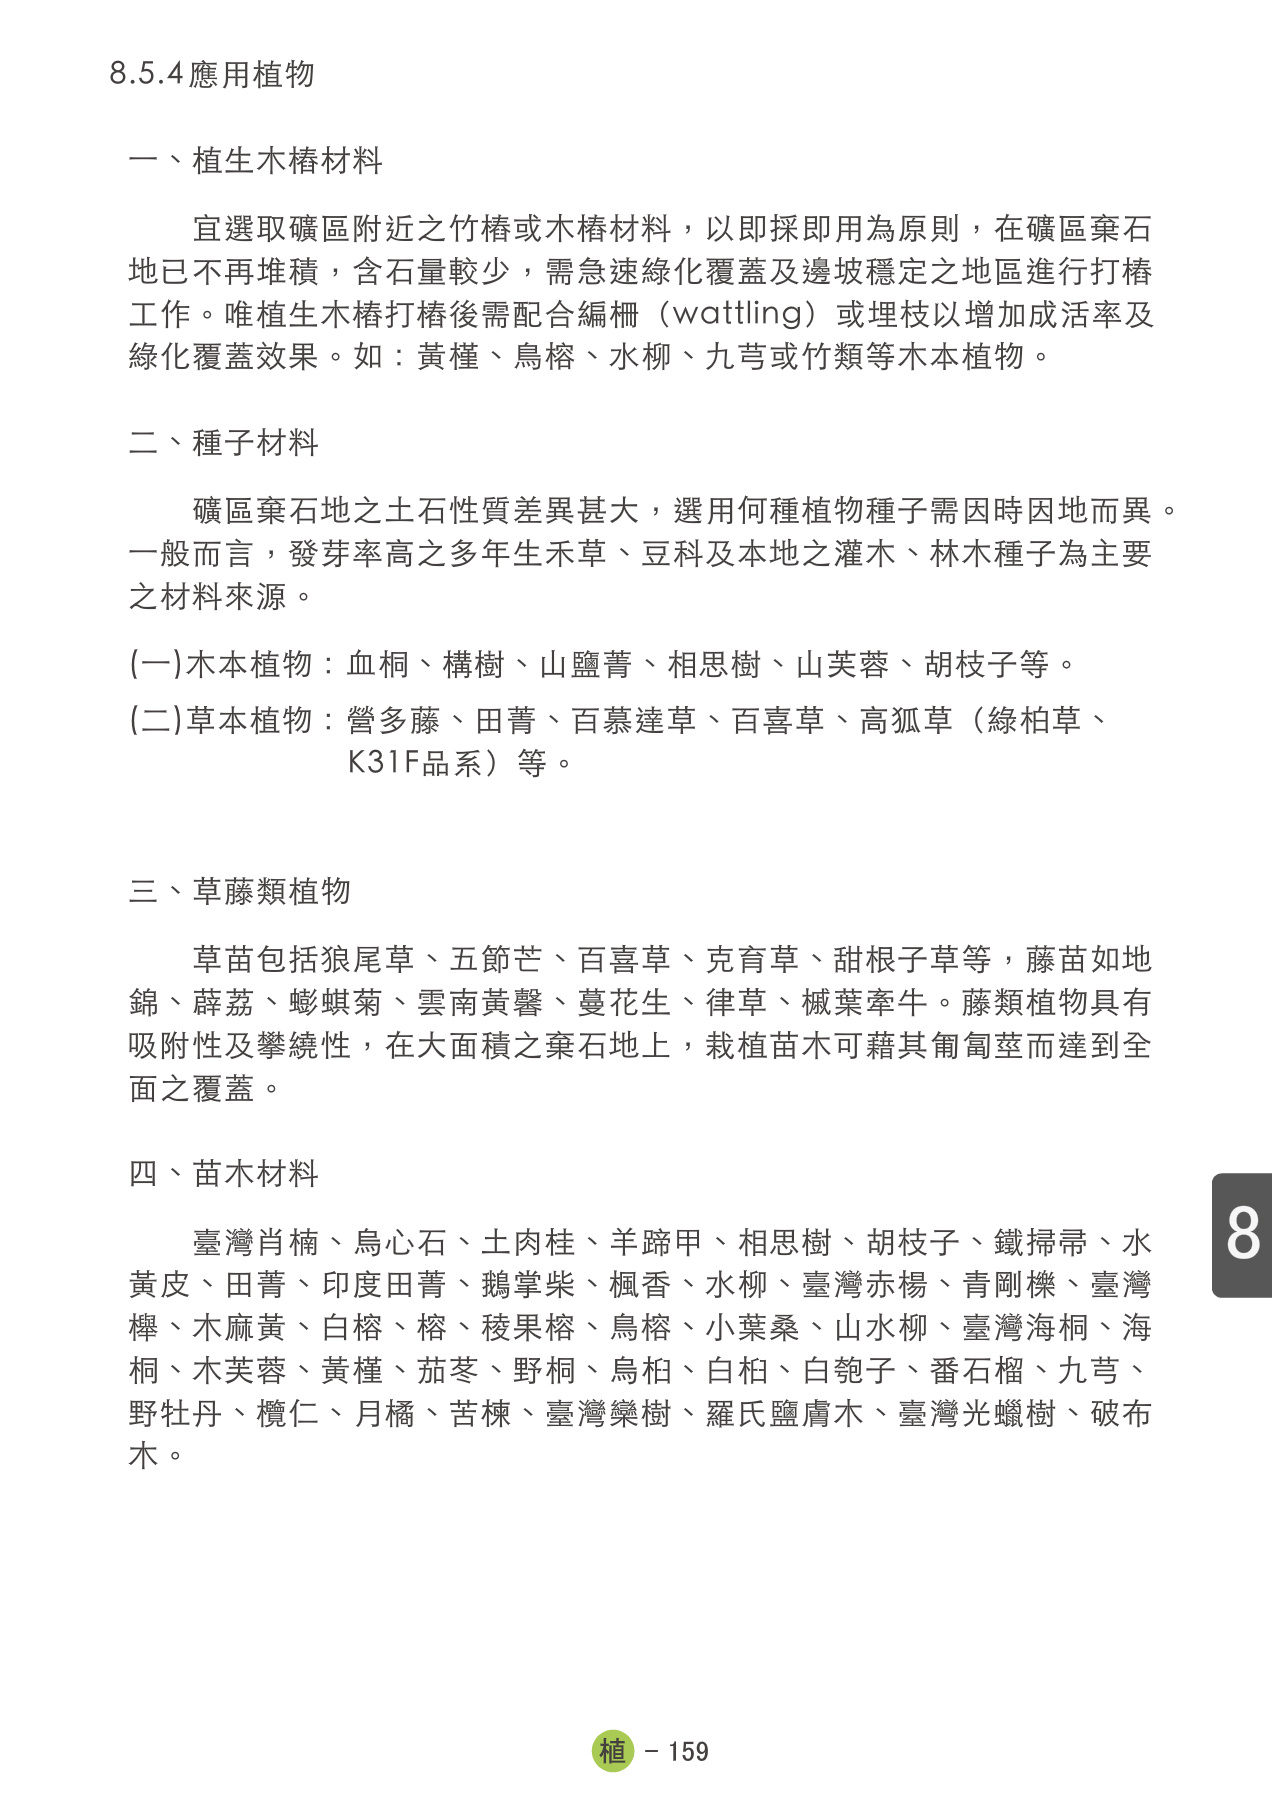 8.5.4應用植物
一、植生木樁材料
宜選取礦區附近之竹樁或木樁材料，以即採即用為原則，在礦區棄石
地已不再堆積，含石量較少，需急速綠化覆蓋及邊坡穩定之地區進行打樁
工作。唯植生木樁打樁後需配合編柵（wattling）或埋枝以增加成活率及
綠化覆蓋效果。如：黃槿、鳥榕、水柳、九芎或竹類等木本植物。
二、種子材料
礦區棄石地之土石性質差異甚大，選用何種植物種子需因時因地而異。
一般而言，發芽率高之多年生禾草、豆科及本地之灌木、林木種子為主要
之材料來源。
(一)木本植物：血桐、構樹、山鹽菁、相思樹、山芙蓉、胡枝子等。
(二)草本植物：營多藤、田菁、百慕達草、百喜草、高狐草（綠柏草、
K31F品系）等。
三、草藤類植物
草苗包括狼尾草、五節芒、百喜草、克育草、甜根子草等，藤苗如地
錦、薜荔、蟛蜞菊、雲南黃馨、蔓花生、律草、槭葉牽牛。藤類植物具有
吸附性及攀繞性，在大面積之棄石地上，栽植苗木可藉其匍匐莖而達到全
面之覆蓋。
四、苗木材料
臺灣肖楠、烏心石、土肉桂、羊蹄甲、相思樹、胡枝子、鐵掃帚、水
黃皮、田菁、印度田菁、鵝掌柴、楓香、水柳、臺灣赤楊、青剛櫟、臺灣
櫸、木麻黃、白榕、榕、稜果榕、鳥榕、小葉桑、山水柳、臺灣海桐、海
桐、木芙蓉、黃槿、茄苳、野桐、烏桕、白桕、白匏子、番石榴、九芎、
野牡丹、欖仁、月橘、苦楝、臺灣欒樹、羅氏鹽膚木、臺灣光蠟樹、破布
木。
8
植 – 159